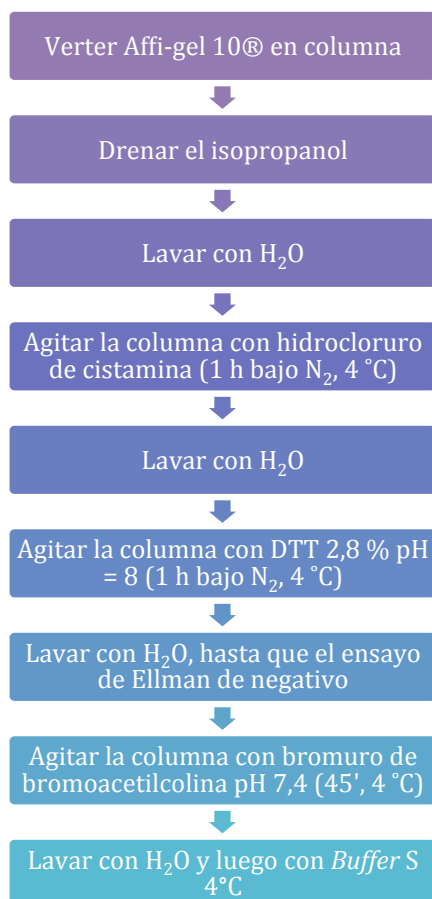 Verter Affi-gel 10® en columna
Drenar el isopropanol
Lavar con H₂O
Agitar la columna con hidrocloruro
de cistamina (1 h bajo N₂, 4 ˚C)
Lavar con H₂O
Agitar la columna con DTT 2,8 % pH
= 8 (1 h bajo N₂, 4 ˚C)
Lavar con H₂O, hasta que el ensayo
de Ellman de negativo
Agitar la columna con bromuro de
bromoacetilcolina pH 7,4 (45', 4 ˚C)
Lavar con H₂O y luego con Buffer S
4°C